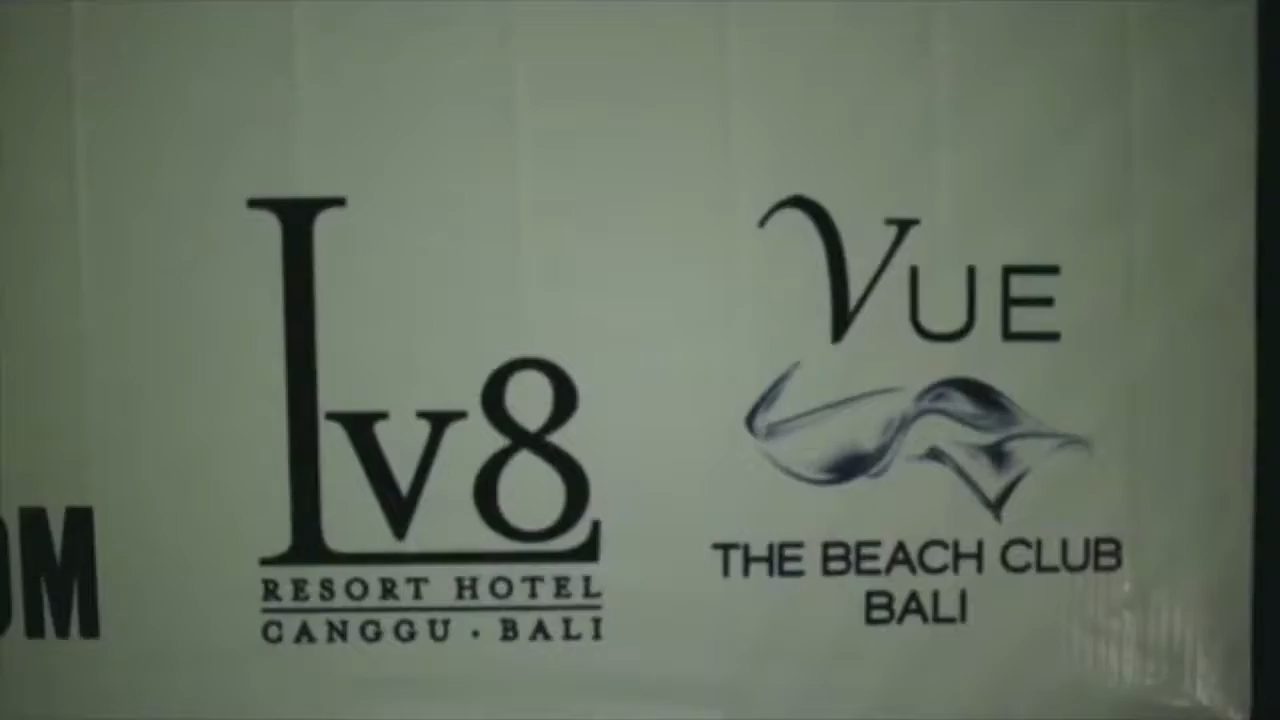 Lv8
RESORT HOTEL
CANGGU · BALI
VUE
THE BEACH CLUB
BALI